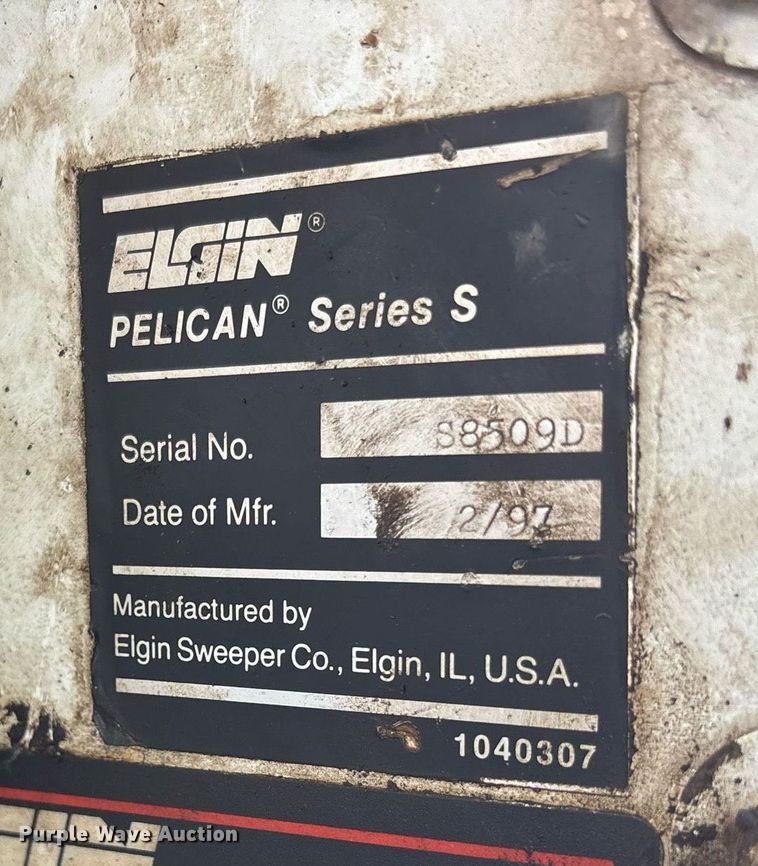 ELGIN®
PELICAN® Series S
Serial No. S8509D
Date of Mfr. 2/97
Manufactured by
Elgin Sweeper Co., Elgin, IL, U.S.A.
1040307
Purple Wave Auction